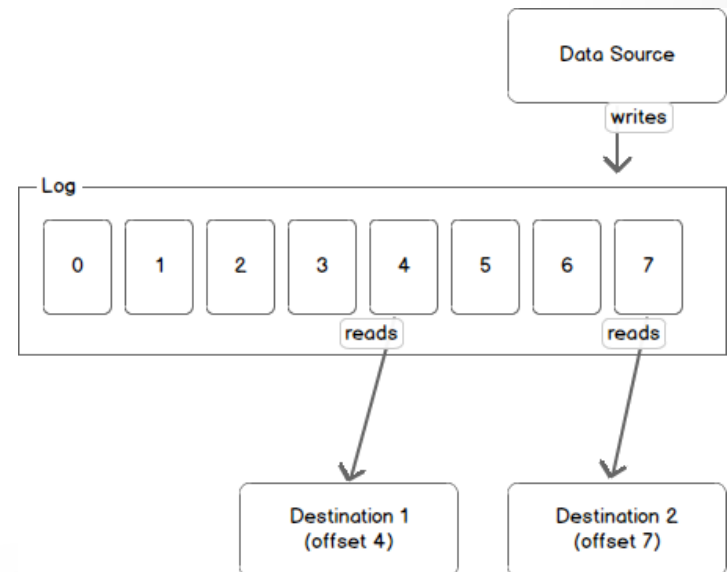 Data Source
writes
Log
0 1 2 3 4 5 6 7
reads reads
Destination 1
(offset 4)
Destination 2
(offset 7)